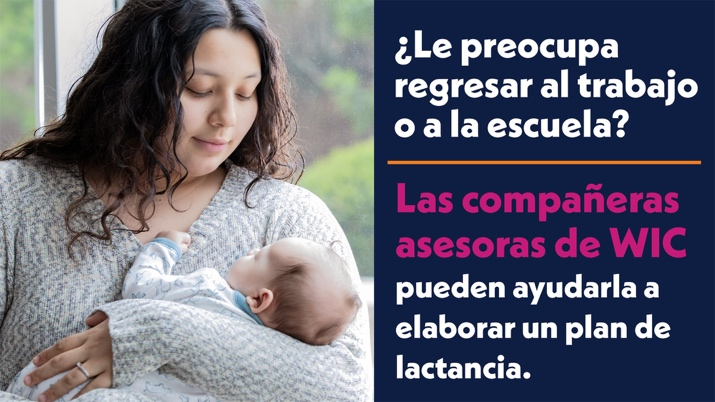 ¿Le preocupa
regresar al trabajo
o a la escuela?
Las compañeras
asesoras de WIC
pueden ayudarla a
elaborar un plan de
lactancia.